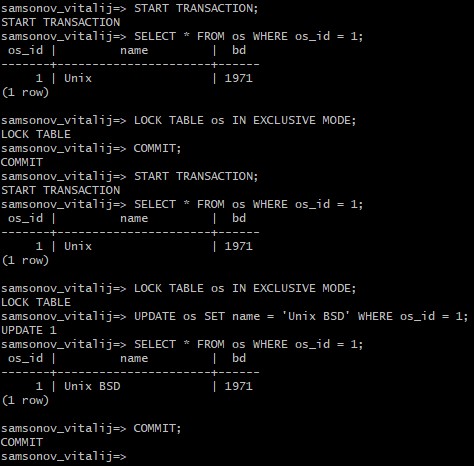 samsonov_vitalij=> START TRANSACTION;
START TRANSACTION
samsonov_vitalij=> SELECT * FROM os WHERE os_id = 1;
 os_id |         name         |  bd
-------+----------------------+------
     1 | Unix                 | 1971
(1 row)

samsonov_vitalij=> LOCK TABLE os IN EXCLUSIVE MODE;
LOCK TABLE
samsonov_vitalij=> COMMIT;
COMMIT
samsonov_vitalij=> START TRANSACTION;
START TRANSACTION
samsonov_vitalij=> SELECT * FROM os WHERE os_id = 1;
 os_id |         name         |  bd
-------+----------------------+------
     1 | Unix                 | 1971
(1 row)

samsonov_vitalij=> LOCK TABLE os IN EXCLUSIVE MODE;
LOCK TABLE
samsonov_vitalij=> UPDATE os SET name = 'Unix BSD' WHERE os_id = 1;
UPDATE 1
samsonov_vitalij=> SELECT * FROM os WHERE os_id = 1;
 os_id |         name         |  bd
-------+----------------------+------
     1 | Unix BSD             | 1971
(1 row)

samsonov_vitalij=> COMMIT;
COMMIT
samsonov_vitalij=>